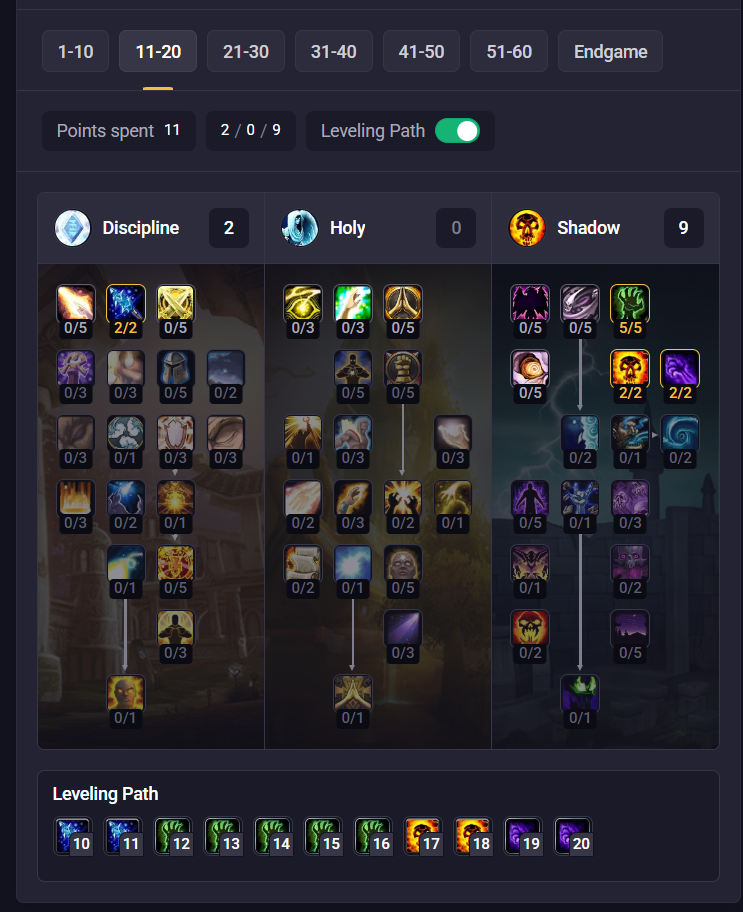 1-10 11-20 21-30 31-40 41-50 51-60 Endgame
Points spent 11 2 / 0 / 9 Leveling Path
Discipline 2 Holy 0 Shadow 9
0/5 2/2 0/5 0/3 0/3 0/5 0/5 0/5 5/5
0/3 0/3 0/5 0/2 0/5 0/5 0/5 2/2 2/2
0/3 0/1 0/3 0/3 0/1 0/3 0/3 0/2 0/1 0/2
0/3 0/2 0/1 0/2 0/3 0/2 0/1 0/5 0/1 0/3
0/1 0/5 0/2 0/1 0/5 0/1 0/2
0/3 0/3 0/2 0/5
0/1 0/1 0/1
Leveling Path
10 11 12 13 14 15 16 17 18 19 20